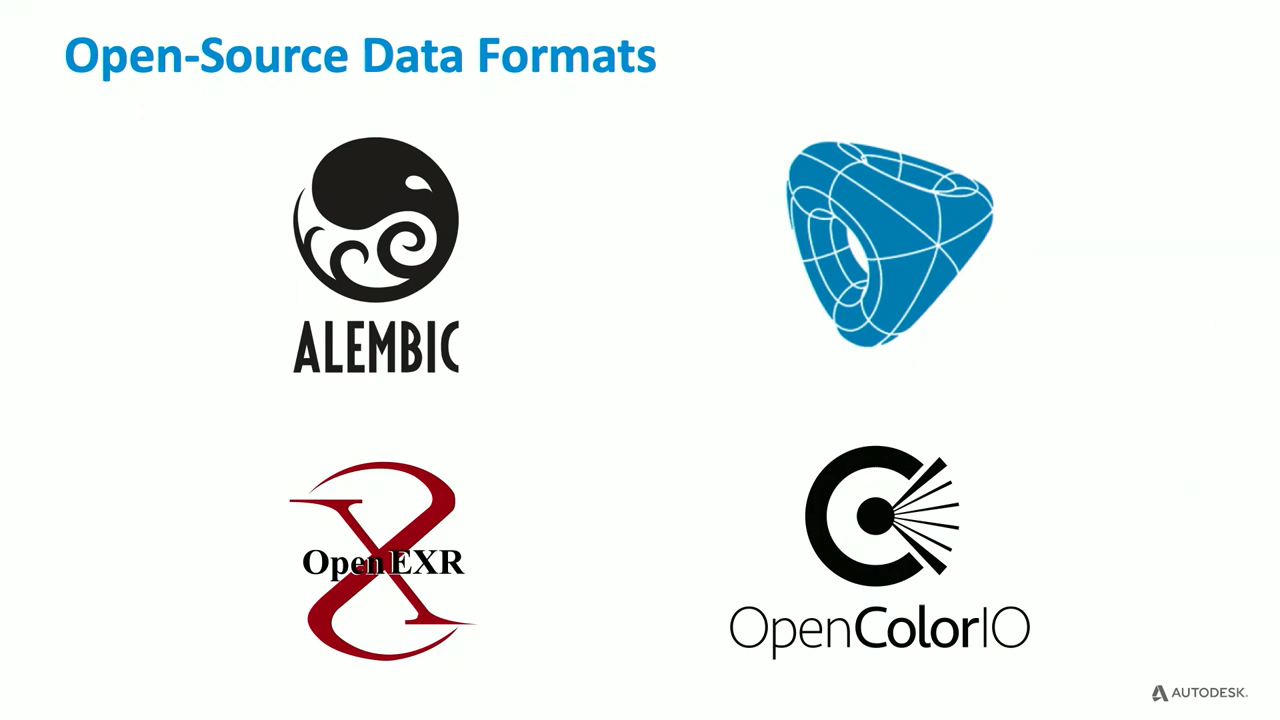 Open-Source Data Formats
ALEMBIC
OpenEXR
OpenColorIO
AUTODESK.